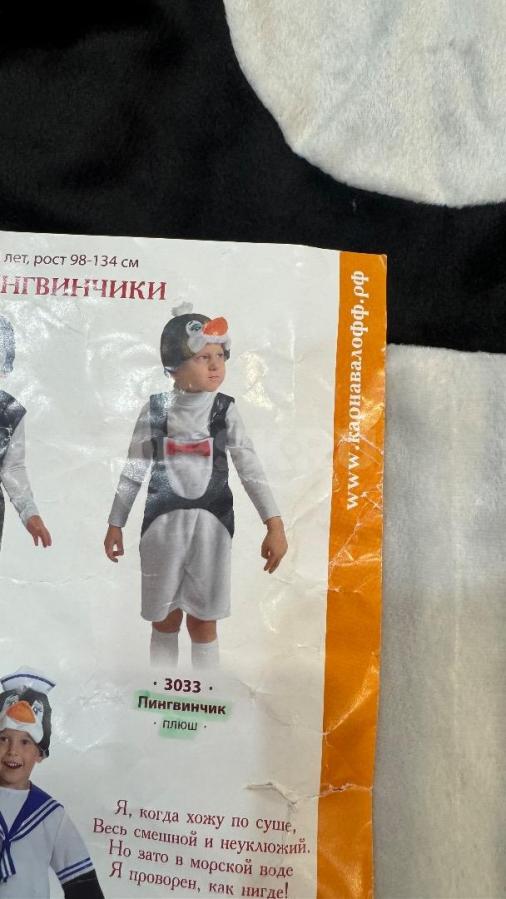 лет, рост 98-134 см
НГВИНЧИКИ
www.карнавалофф.рф
· 3033 ·
Пингвинчик
· плюш ·
Я, когда хожу по суше,
Весь смешной и неуклюжий.
Но зато в морской воде
Я проворен, как нигде!